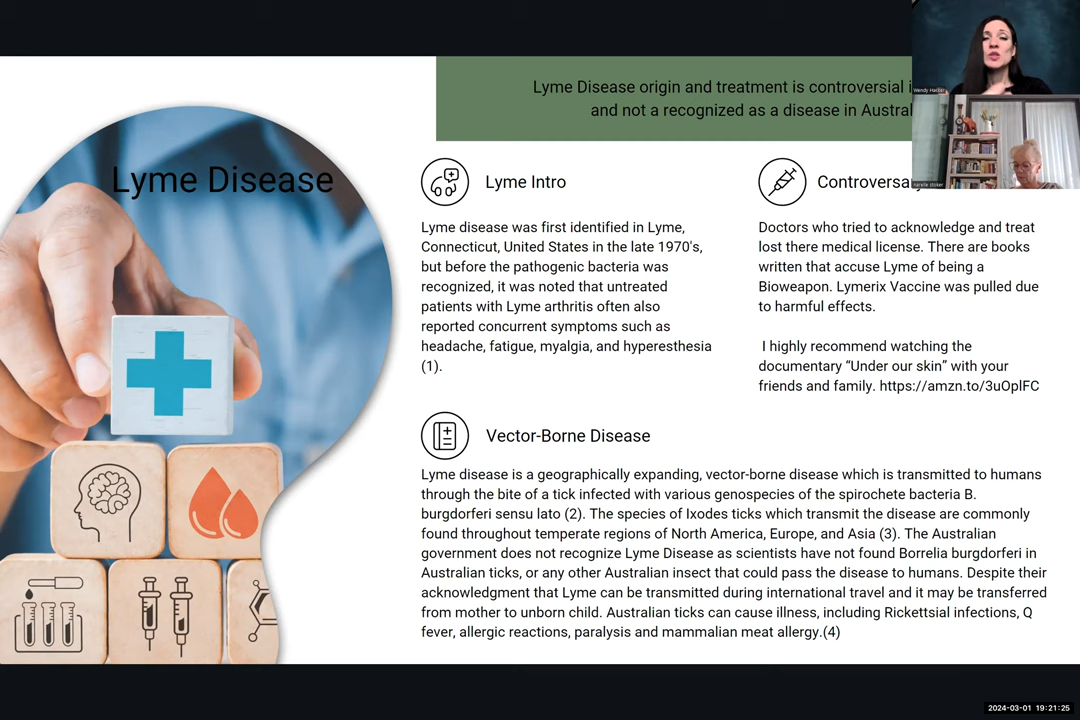 Lyme Disease origin and treatment is controversial
and not a recognized as a disease in
Wendy Hacker
Lyme Disease
Lyme Intro
Lyme disease was first identified in Lyme,
Connecticut, United States in the late 1970's,
but before the pathogenic bacteria was
recognized, it was noted that untreated
patients with Lyme arthritis often also
reported concurrent symptoms such as
headache, fatigue, myalgia, and hyperesthesia
(1).
Controversary
Doctors who tried to acknowledge and treat
lost there medical license. There are books
written that accuse Lyme of being a
Bioweapon. Lymerix Vaccine was pulled due
to harmful effects.
I highly recommend watching the
documentary “Under our skin” with your
friends and family. https://amzn.to/3uOplFC
Vector-Borne Disease
Lyme disease is a geographically expanding, vector-borne disease which is transmitted to humans
through the bite of a tick infected with various genospecies of the spirochete bacteria B.
burgdorferi sensu lato (2). The species of Ixodes ticks which transmit the disease are commonly
found throughout temperate regions of North America, Europe, and Asia (3). The Australian
government does not recognize Lyme Disease as scientists have not found Borrelia burgdorferi in
Australian ticks, or any other Australian insect that could pass the disease to humans. Despite their
acknowledgment that Lyme can be transmitted during international travel and it may be transferred
from mother to unborn child. Australian ticks can cause illness, including Rickettsial infections, Q
fever, allergic reactions, paralysis and mammalian meat allergy.(4)
2024-03-01 19:21:25